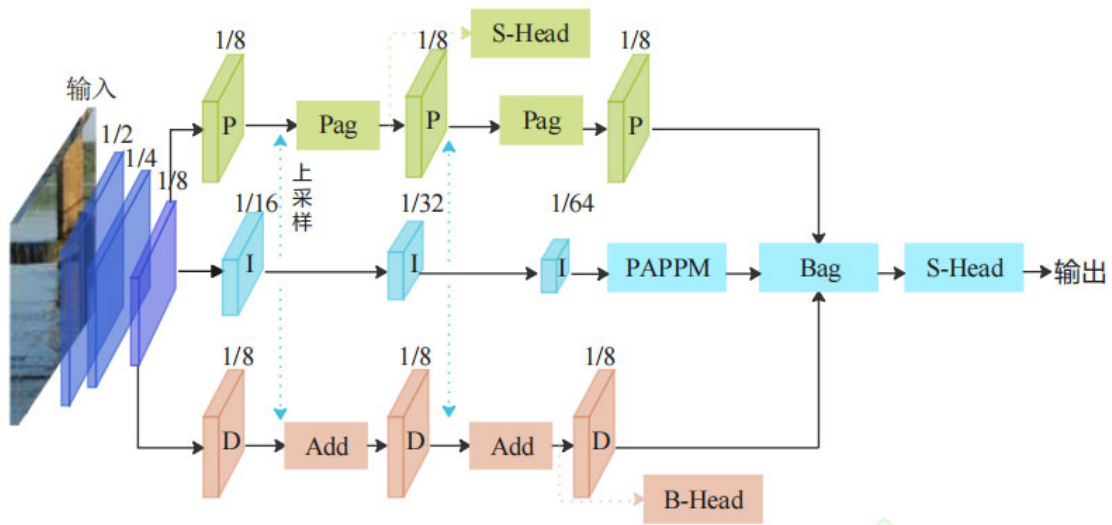 S-Head
1/8
1/8
1/8
输入
P
Pag
P
Pag
P
1/2
1/4
1/8
上采样
1/16
1/32
1/64
I
I
I
PAPPM
Bag
S-Head
输出
1/8
1/8
1/8
D
Add
D
Add
D
B-Head